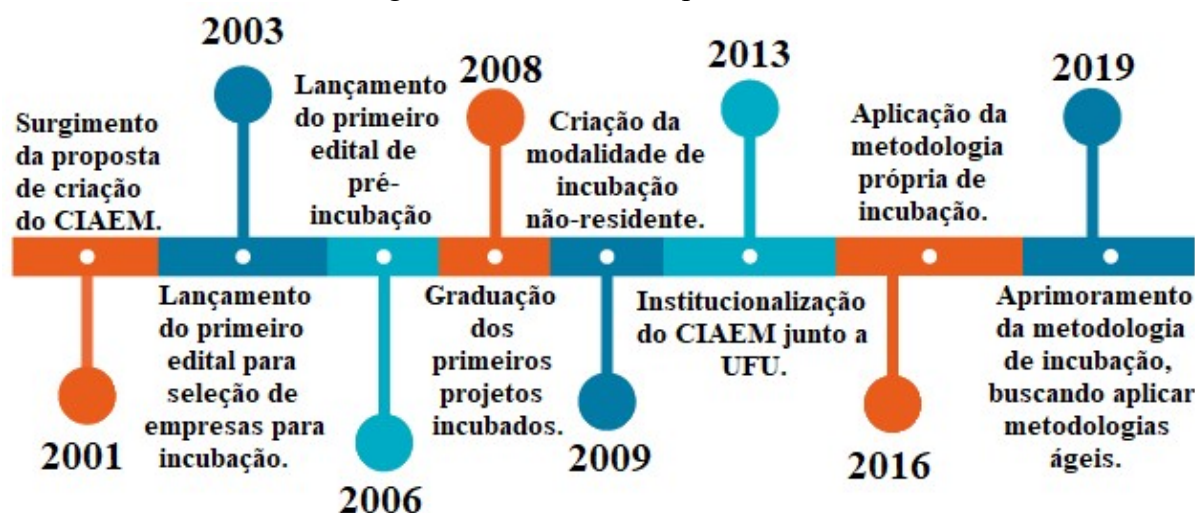 2001
Surgimento
da proposta
de criação
do CIAEM.
2003
Lançamento
do primeiro
edital para
seleção de
empresas para
incubação.
2006
Lançamento
do primeiro
edital de
pré-
incubação
2008
Graduação
dos
primeiros
projetos
incubados.
2009
Criação da
modalidade de
incubação
não-residente.
2013
Institucionalização
do CIAEM junto a
UFU.
2016
Aplicação da
metodologia
própria de
incubação.
2019
Aprimoramento
da metodologia
de incubação,
buscando aplicar
metodologias
ágeis.